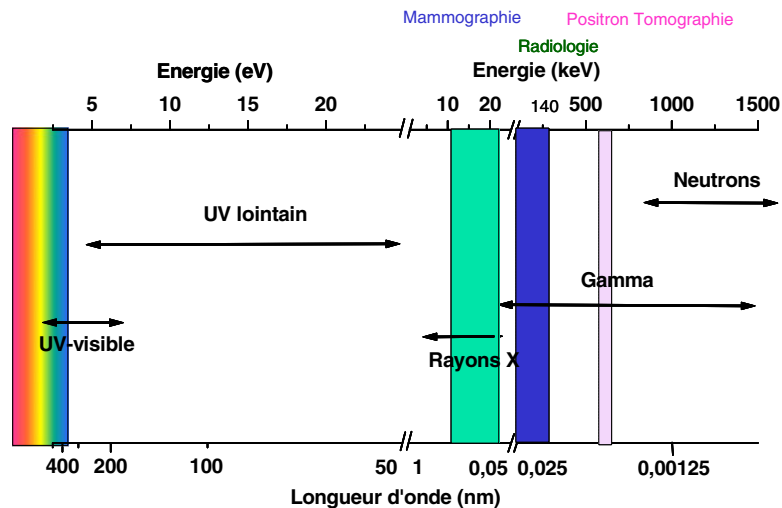 Mammographie
Positron Tomographie
Radiologie
Energie (eV)
Energie (keV)
5
10
15
20
10
20
140
500
1000
1500
Neutrons
UV lointain
Gamma
UV-visible
Rayons X
400
200
100
50
1
0,05
0,025
0,00125
Longueur d'onde (nm)